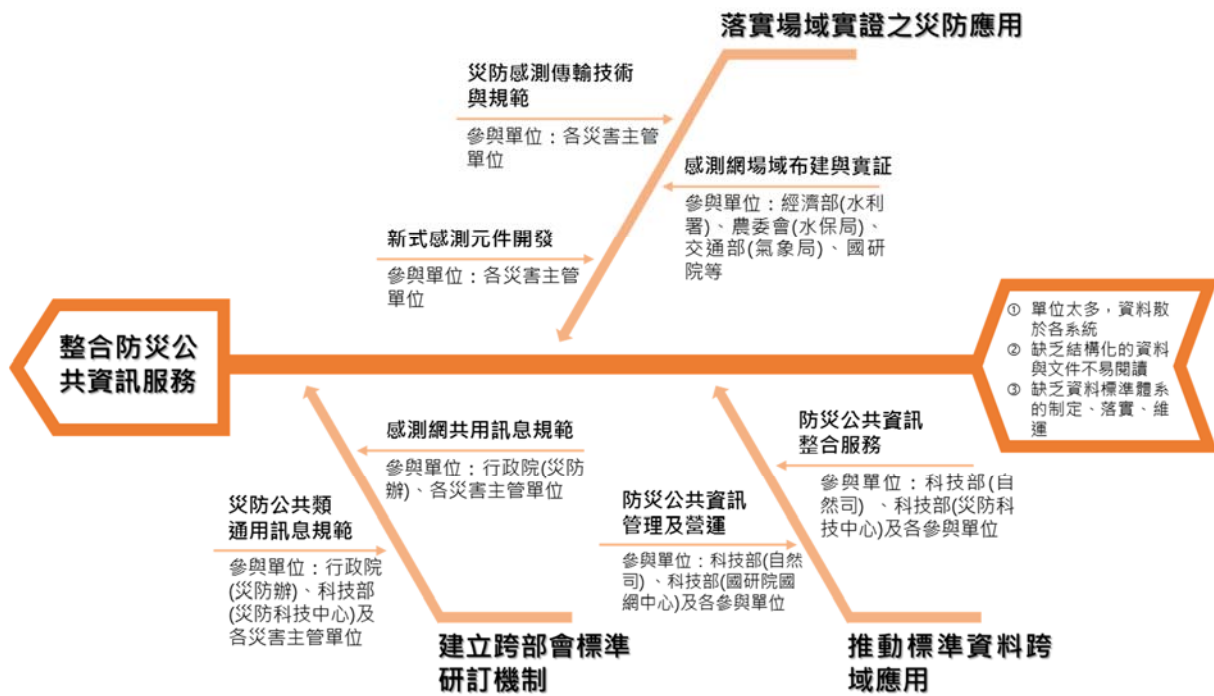 落實場域實證之災防應用
災防感測傳輸技術
與規範
參與單位：各災害主管
單位
感測網場域布建與實証
參與單位：經濟部(水利
署)、農委會(水保局)、
交通部(氣象局)、國研
院等
新式感測元件開發
參與單位：各災害主管
單位
整合防災公
共資訊服務
① 單位太多，資料散
於各系統
② 缺乏結構化的資料
與文件不易閱讀
③ 缺乏資料標準體系
的制定、落實、維
運
感測網共用訊息規範
參與單位：行政院(災防
辦)、各災害主管單位
災防公共類
通用訊息規範
參與單位：行政院
(災防辦)、科技部
(災防科技中心)及
各災害主管單位
建立跨部會標準
研訂機制
防災公共資訊
整合服務
參與單位：科技部(自
然司) 、科技部(災防科
技中心)及各參與單位
防災公共資訊
管理及營運
參與單位：科技部(自然
司) 、科技部(國研院國
網中心)及各參與單位
推動標準資料跨
域應用